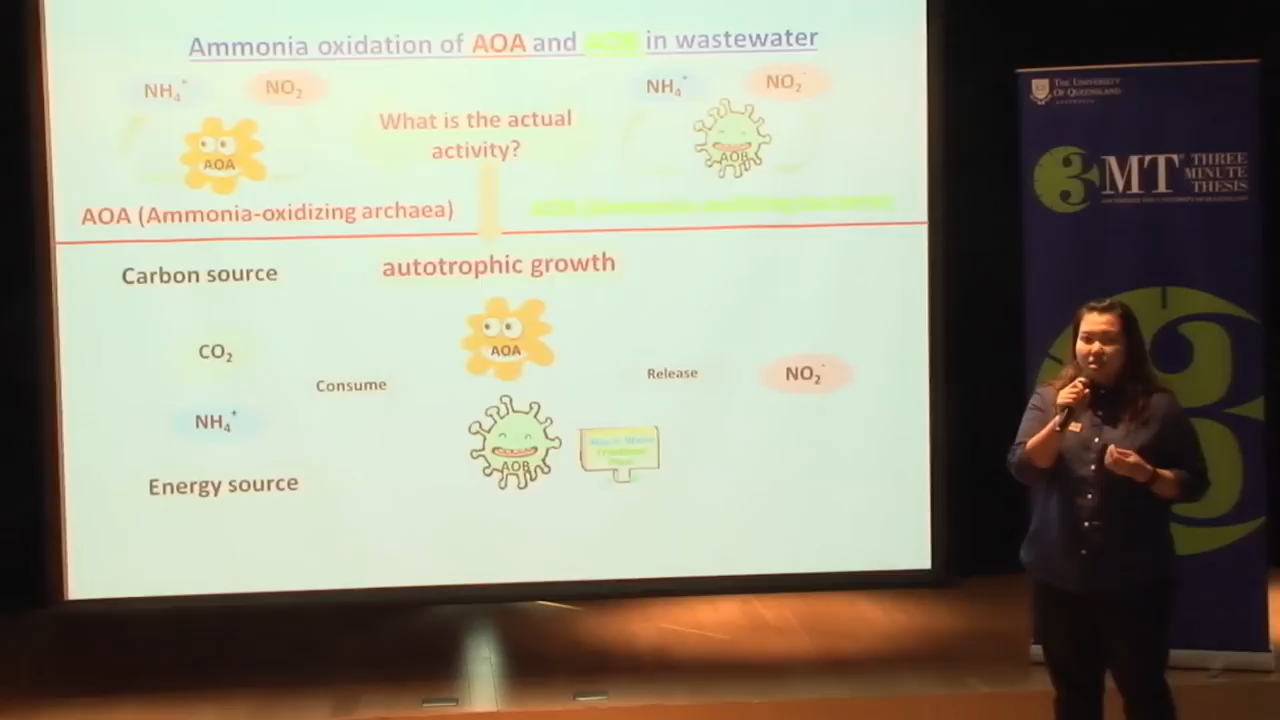 Ammonia oxidation of AOA and AOB in wastewater
NH₄⁺
NO₂⁻
NH₄⁺
NO₂⁻
What is the actual
activity?
AOA
AOB
AOA (Ammonia-oxidizing archaea)
Carbon source
autotrophic growth
CO₂
AOA
Consume
Release
NO₂⁻
NH₄⁺
AOB
Energy source
THE UNIVERSITY
OF QUEENSLAND
AUSTRALIA
3MT
THREE
MINUTE
THESIS